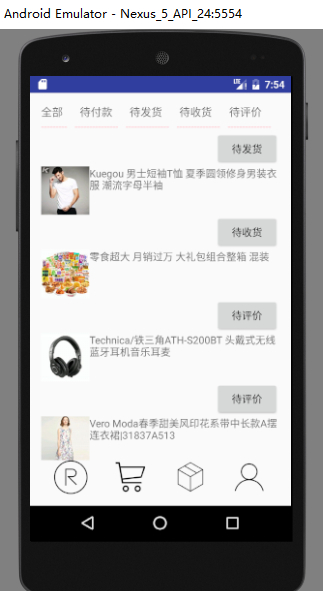 Android Emulator - Nexus_5_API_24:5554
LTE 7:54
全部 待付款 待发货 待收货 待评价
待发货
Kuegou 男士短袖T恤 夏季圆领修身男装衣
服 潮流字母半袖
待收货
零食超大 月销过万 大礼包组合整箱 混装
待评价
Technica/铁三角ATH-S200BT 头戴式无线
蓝牙耳机音乐耳麦
待评价
Vero Moda春季甜美风印花系带中长款A摆
连衣裙|31837A513
R